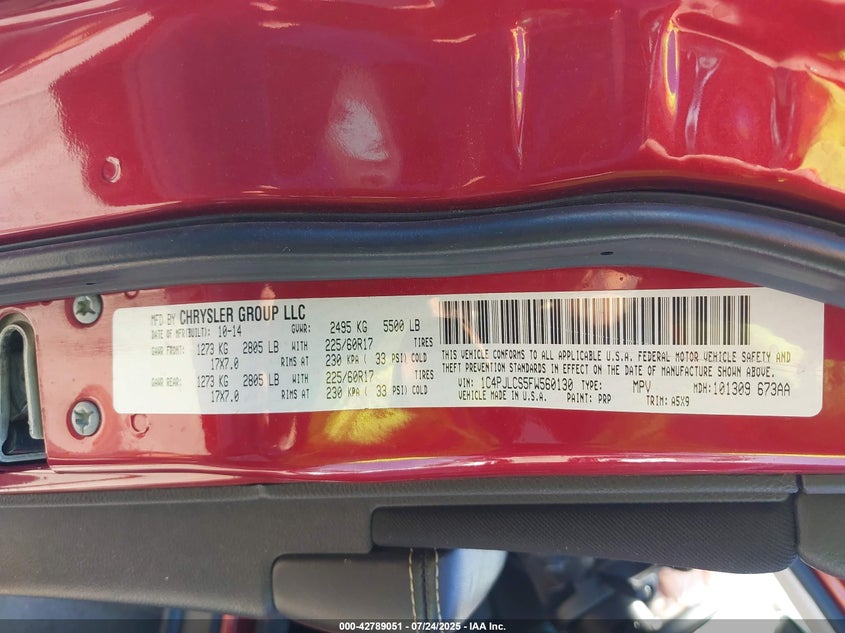 MFD BY CHRYSLER GROUP LLC
DATE OF MFR(BUILT): 10-14 GVWR: 2495 KG 5500 LB
GAWR FRONT: 1273 KG 2805 LB WITH 225/60R17 TIRES
17X7.0 RIMS AT 230 KPA( 33 PSI) COLD
GAWR REAR: 1273 KG 2805 LB WITH 225/60R17 TIRES
17X7.0 RIMS AT 230 KPA( 33 PSI) COLD
THIS VEHICLE CONFORMS TO ALL APPLICABLE U.S.A. FEDERAL MOTOR VEHICLE SAFETY AND
THEFT PREVENTION STANDARDS IN EFFECT ON THE DATE OF MANUFACTURE SHOWN ABOVE.
VIN: 1C4PJLCS5FW560130 TYPE: MPV MDH: 101309 673AA
VEHICLE MADE IN U.S.A. PAINT: PRP TRIM: A5X9
000-42789051 - 07/24/2025 - IAA Inc.